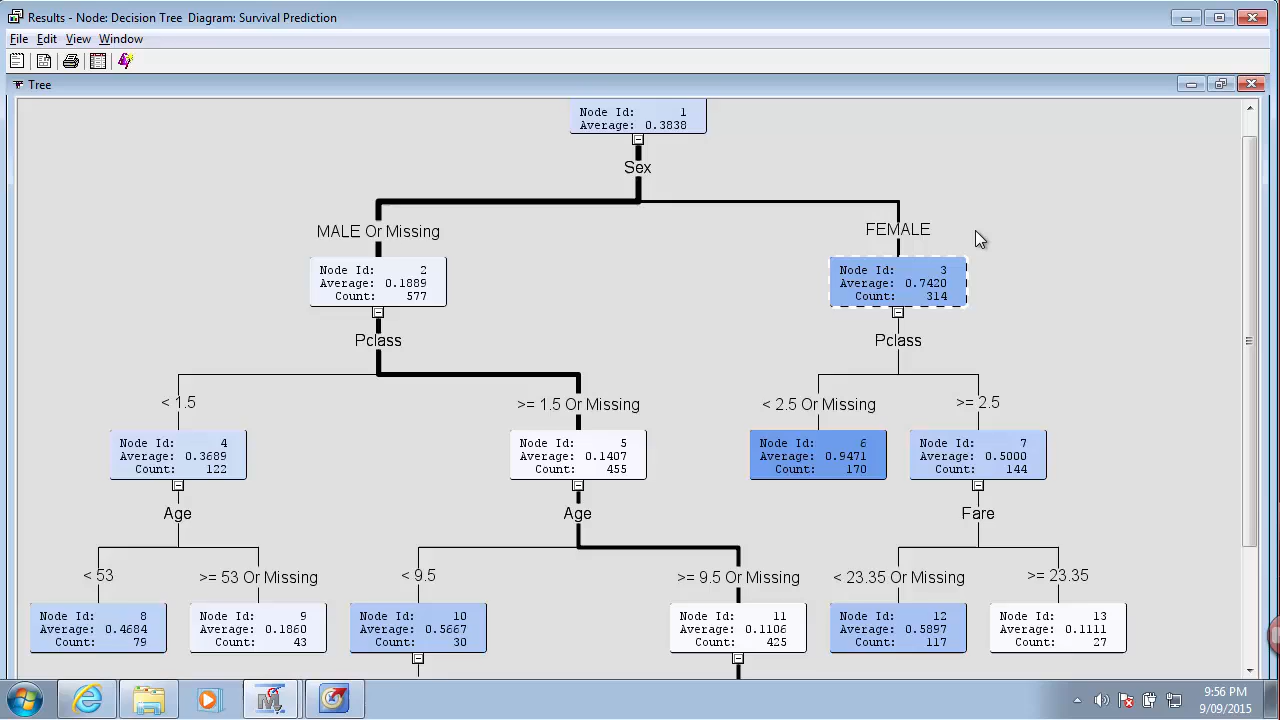 Results - Node: Decision Tree Diagram: Survival Prediction
File Edit View Window
Tree
Node Id: 1
Average: 0.3838
Sex
MALE Or Missing
FEMALE
Node Id: 2
Average: 0.1889
Count: 577
Node Id: 3
Average: 0.7420
Count: 314
Pclass
Pclass
< 1.5
>= 1.5 Or Missing
< 2.5 Or Missing
>= 2.5
Node Id: 4
Average: 0.3689
Count: 122
Node Id: 5
Average: 0.1407
Count: 455
Node Id: 6
Average: 0.9471
Count: 170
Node Id: 7
Average: 0.5000
Count: 144
Age
Age
Fare
< 53
>= 53 Or Missing
< 9.5
>= 9.5 Or Missing
< 23.35 Or Missing
>= 23.35
Node Id: 8
Average: 0.4684
Count: 79
Node Id: 9
Average: 0.1860
Count: 43
Node Id: 10
Average: 0.5667
Count: 30
Node Id: 11
Average: 0.1106
Count: 425
Node Id: 12
Average: 0.5897
Count: 117
Node Id: 13
Average: 0.1111
Count: 27
9:56 PM
9/09/2015